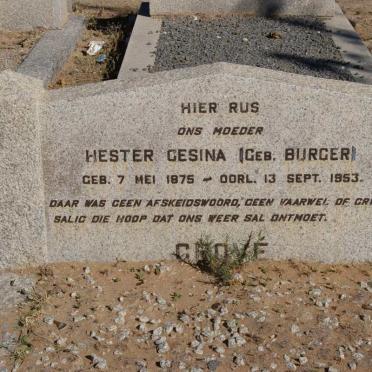 HIER RUS
ONS MOEDER
HESTER GESINA (GEB. BURGER)
GEB. 7 MEI 1875 – OORL. 13 SEPT. 1953.
DAAR WAS GEEN AFSKEIDSWOORD, GEEN VAARWEL OF
SALIG DIE HOOP DAT ONS WEER SAL ONTMOET.